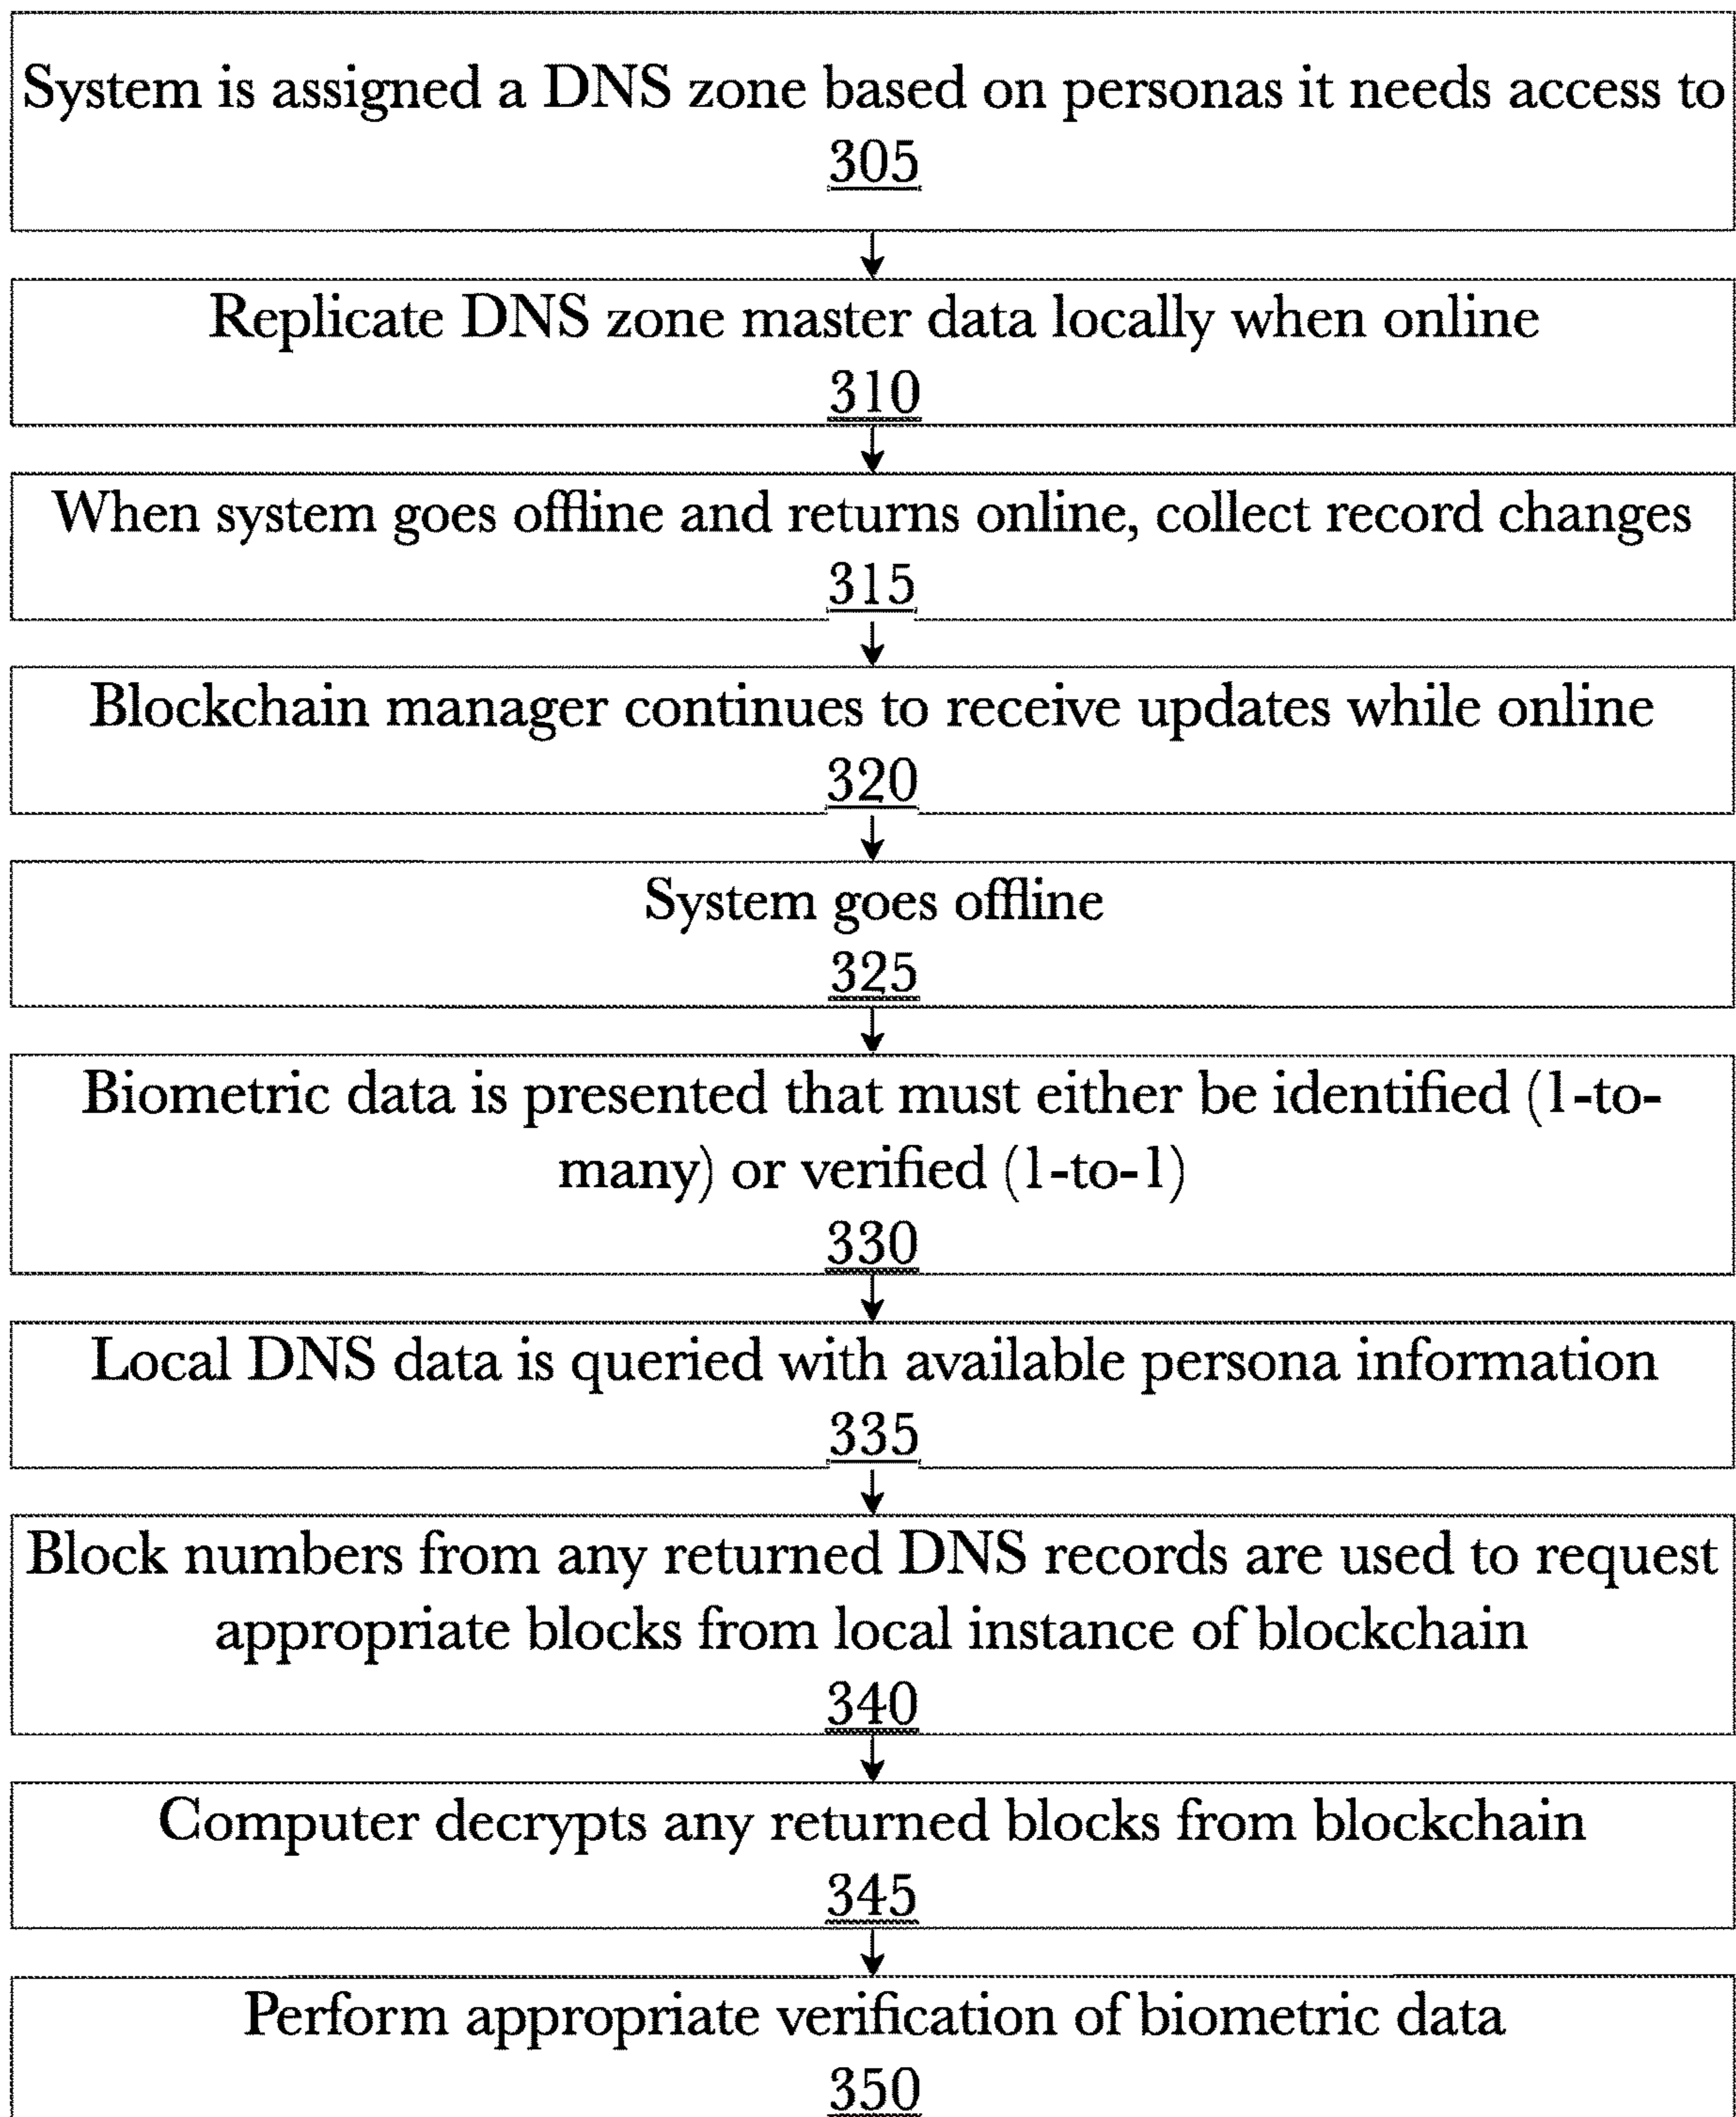 System is assigned a DNS zone based on personas it needs access to
305
Replicate DNS zone master data locally when online
310
When system goes offline and returns online, collect record changes
315
Blockchain manager continues to receive updates while online
320
System goes offline
325
Biometric data is presented that must either be identified (1-to-
many) or verified (1-to-1)
330
Local DNS data is queried with available persona information
335
Block numbers from any returned DNS records are used to request
appropriate blocks from local instance of blockchain
340
Computer decrypts any returned blocks from blockchain
345
Perform appropriate verification of biometric data
350